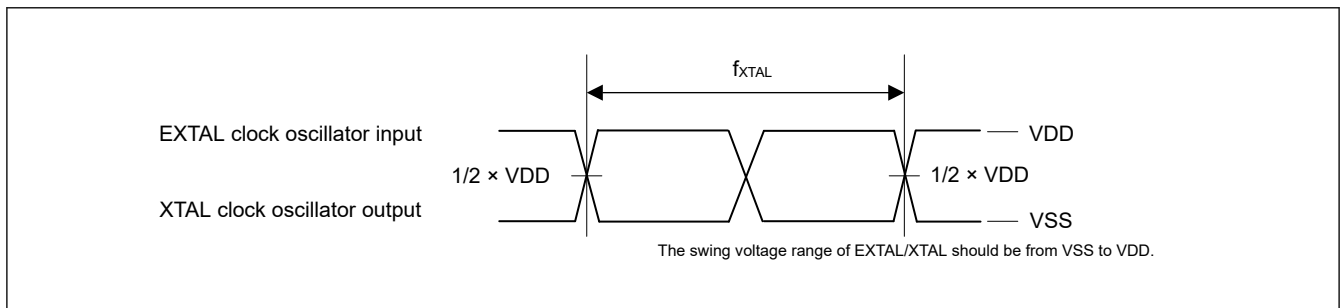 fXTAL
EXTAL clock oscillator input
VDD
1/2 × VDD
1/2 × VDD
XTAL clock oscillator output
VSS
The swing voltage range of EXTAL/XTAL should be from VSS to VDD.